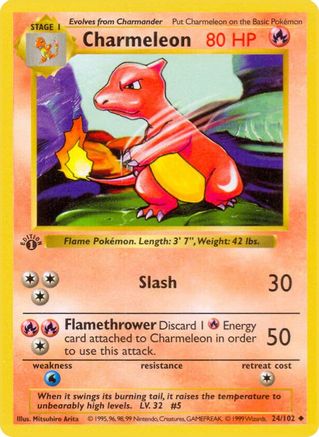 STAGE 1
Evolves from Charmander
Put Charmeleon on the Basic Pokémon
Charmeleon
80 HP
EDITION
1
Flame Pokémon. Length: 3' 7", Weight: 42 lbs.
Slash
30
Flamethrower Discard 1 Energy
card attached to Charmeleon in order
to use this attack.
50
weakness
resistance
retreat cost
When it swings its burning tail, it raises the temperature to
unbearably high levels. LV. 32 #5
Illus. Mitsuhiro Arita
© 1995, 96, 98, 99 Nintendo, Creatures, GAMEFREAK. © 1999 Wizards.
24/102